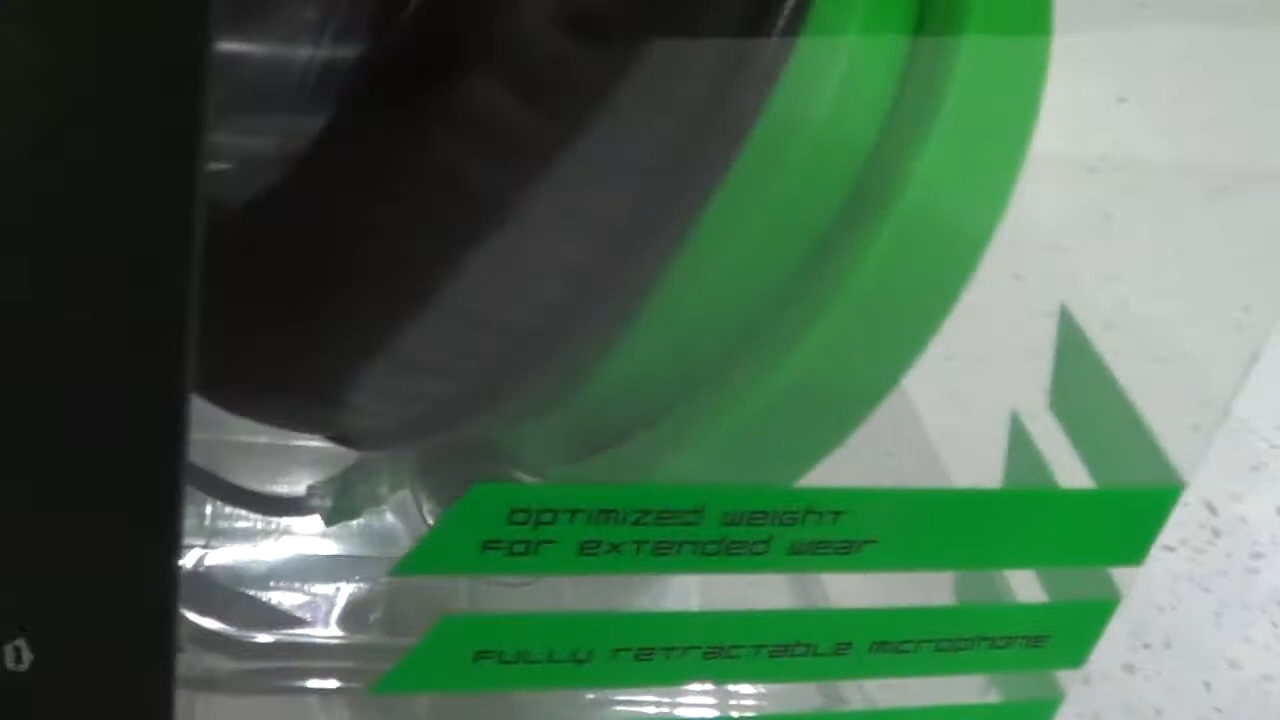 OPTIMIZED WEIGHT
FOR EXTENDED WEAR
FULLY RETRACTABLE MICROPHONE